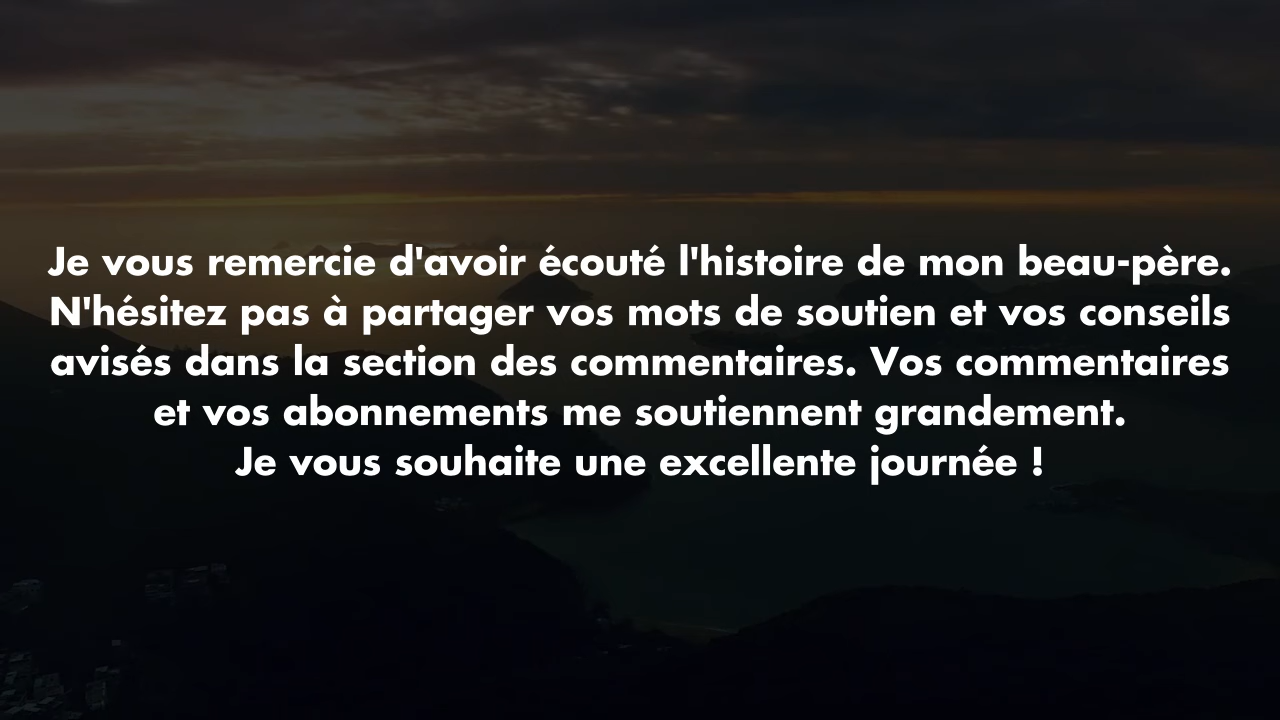 Je vous remercie d'avoir écouté l'histoire de mon beau-père.
N'hésitez pas à partager vos mots de soutien et vos conseils
avisés dans la section des commentaires. Vos commentaires
et vos abonnements me soutiennent grandement.
Je vous souhaite une excellente journée !